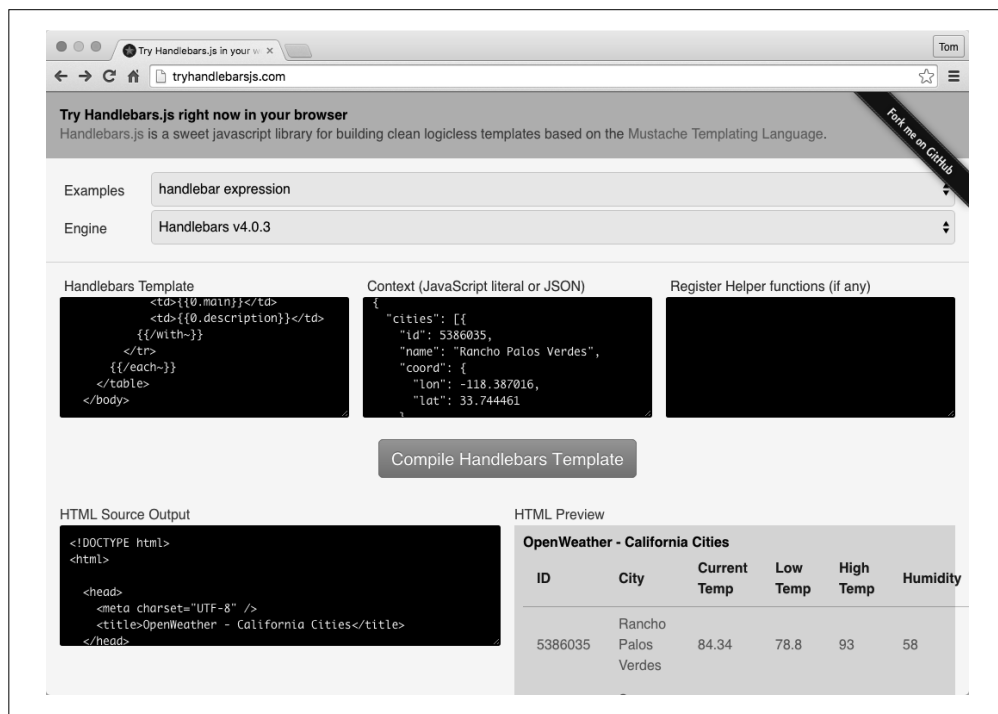 Try Handlebars.js in your w
Tom
tryhandlebarsjs.com
Try Handlebars.js right now in your browser
Handlebars.js is a sweet javascript library for building clean logicless templates based on the Mustache Templating Language.
Fork me on GitHub
Examples
handlebar expression
Engine
Handlebars v4.0.3
Handlebars Template
<td>{{0.main}}</td>
<td>{{0.description}}</td>
{{/with~}}
</tr>
{{/each~}}
</table>
</body>
Context (JavaScript literal or JSON)
{
"cities": [{
"id": 5386035,
"name": "Rancho Palos Verdes",
"coord": {
"lon": -118.387016,
"lat": 33.744461
Register Helper functions (if any)
Compile Handlebars Template
HTML Source Output
<!DOCTYPE html>
<html>
<head>
<meta charset="UTF-8" />
<title>OpenWeather - California Cities</title>
</head>
HTML Preview
OpenWeather - California Cities
ID City Current Temp Low Temp High Temp Humidity
5386035 Rancho Palos Verdes 84.34 78.8 93 58